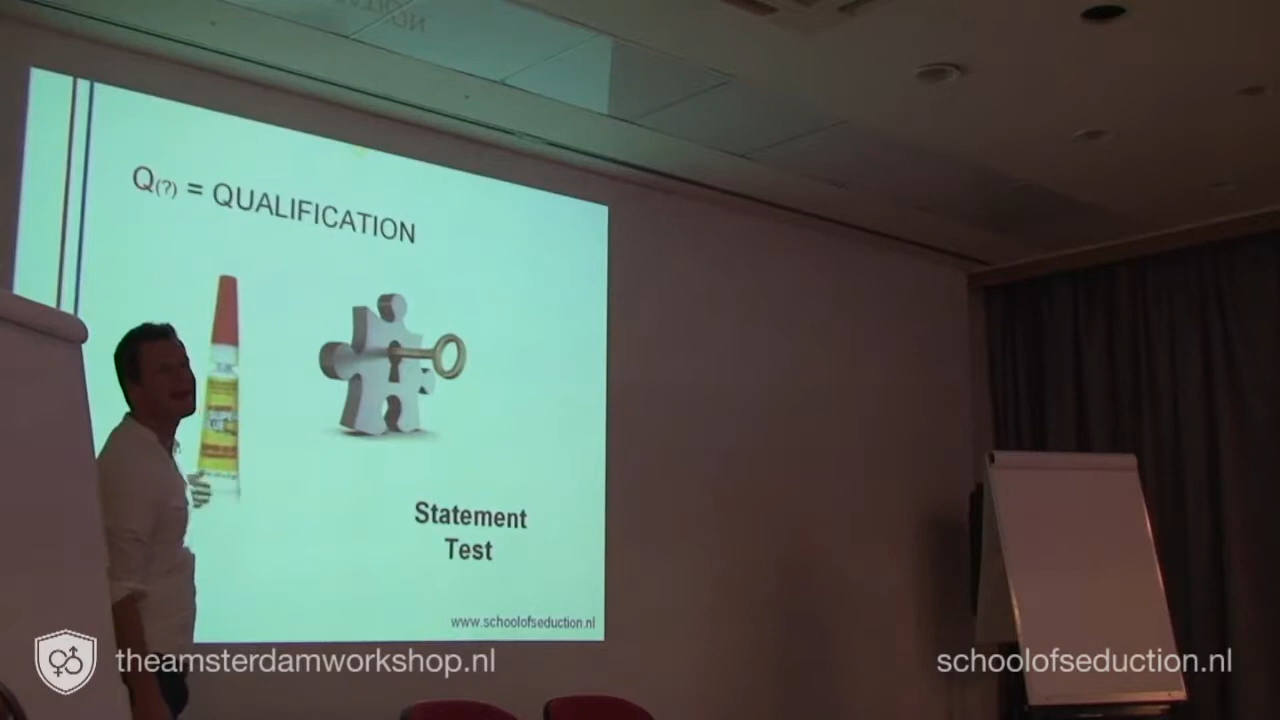 Q(?) = QUALIFICATION
Statement
Test
www.schoolofseduction.nl
theamsterdamworkshop.nl
schoolofseduction.nl